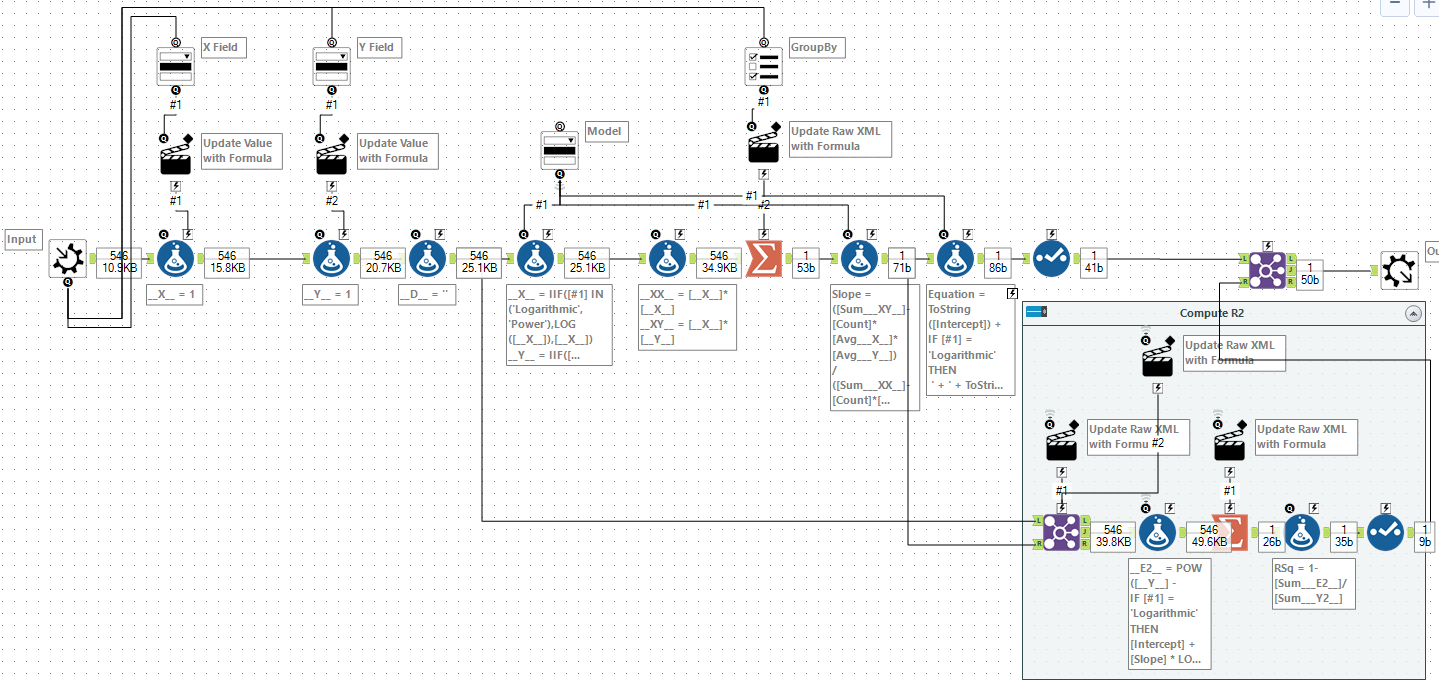 X Field
Y Field
GroupBy
#1
#1
#1
Model
Update Value
with Formula
Update Value
with Formula
Update Raw XML
with Formula
#1
#2
#1
#1
#1
#2
Input
546
10.9KB
546
15.8KB
546
20.7KB
546
25.1KB
546
25.1KB
546
34.9KB
1
53b
1
71b
1
86b
1
41b
1
50b
Ou
__X__ = 1
__Y__ = 1
__D__ = ''
__X__ = IIF([#1] IN
('Logarithmic',
'Power'),LOG
([__X__]),[__X__])
__Y__ = IIF([...
__XX__ = [__X__]*
[__X__]
__XY__ = [__X__]*
[__Y__]
Slope =
([Sum___XY__]-
[Count]*
[Avg___X__]*
[Avg___Y__])
/
([Sum___XX__]-
[Count]*[...
Equation =
ToString
([Intercept]) +
IF [#1] =
'Logarithmic'
THEN
' + ' + ToStri...
Compute R2
Update Raw XML
with Formula
Update Raw XML
with Formu
#2
Update Raw XML
with Formula
#1
#1
546
39.8KB
546
49.6KB
1
26b
1
35b
1
9b
__E2__ = POW
([__Y__] -
IF [#1] =
'Logarithmic'
THEN
[Intercept] +
[Slope] * LO...
RSq = 1-
[Sum___E2__]/
[Sum___Y2__]